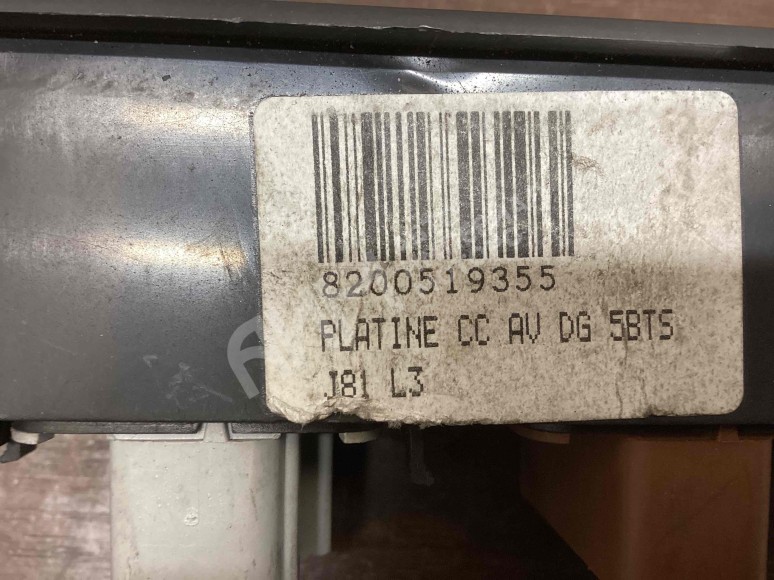 8200519355
PLATINE CC AV DG 5BTS
J81 L3